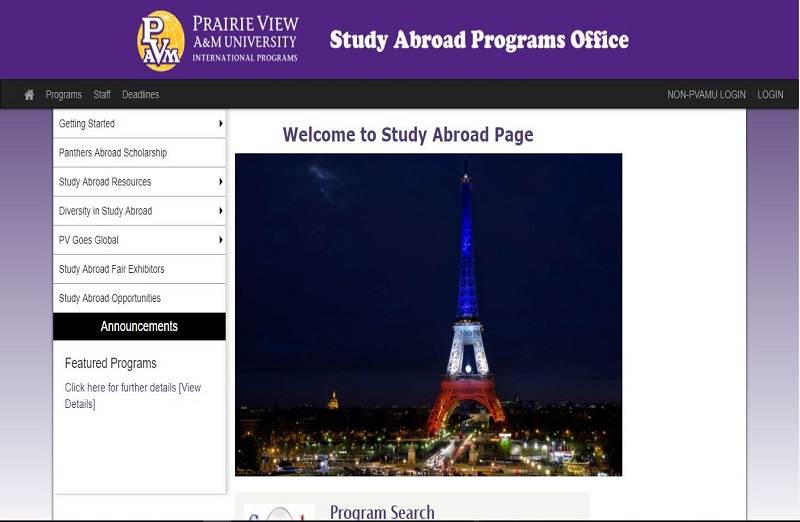 PVAM
PRAIRIE VIEW
A&M UNIVERSITY
INTERNATIONAL PROGRAMS
Study Abroad Programs Office
Programs Staff Deadlines NON-PVAMU LOGIN LOGIN
Getting Started
Panthers Abroad Scholarship
Study Abroad Resources
Diversity in Study Abroad
PV Goes Global
Study Abroad Fair Exhibitors
Study Abroad Opportunities
Announcements
Featured Programs
Click here for further details [View
Details]
Welcome to Study Abroad Page
Program Search